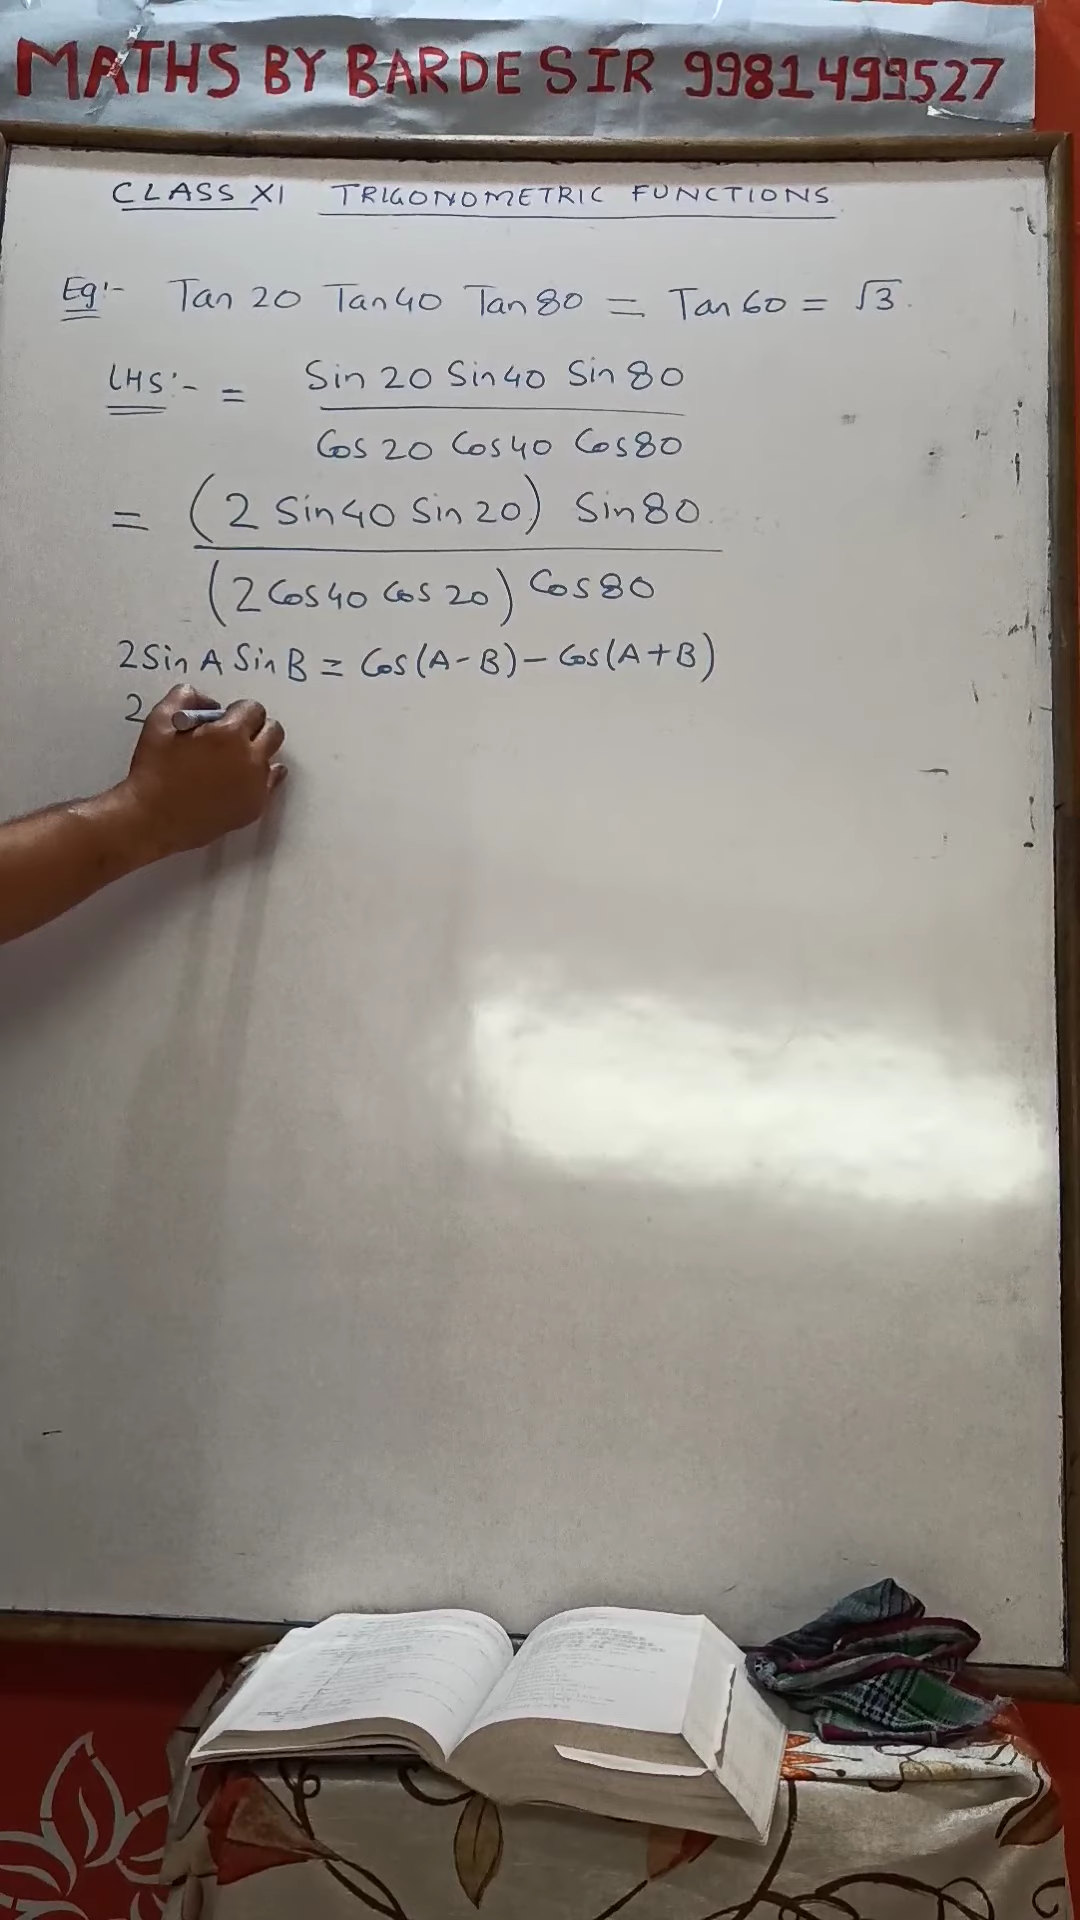 MATHS BY BARDE SIR 9981499527
CLASS XI TRIGONOMETRIC FUNCTIONS
Eg:- Tan 20 Tan 40 Tan 80 = Tan 60 = √3.
LHS:- = Sin 20 Sin 40 Sin 80
Cos 20 Cos 40 Cos 80
= (2 Sin 40 Sin 20) Sin 80
(2 Cos 40 Cos 20) Cos 80
2 Sin A Sin B = Cos(A-B) - Cos(A+B)
2